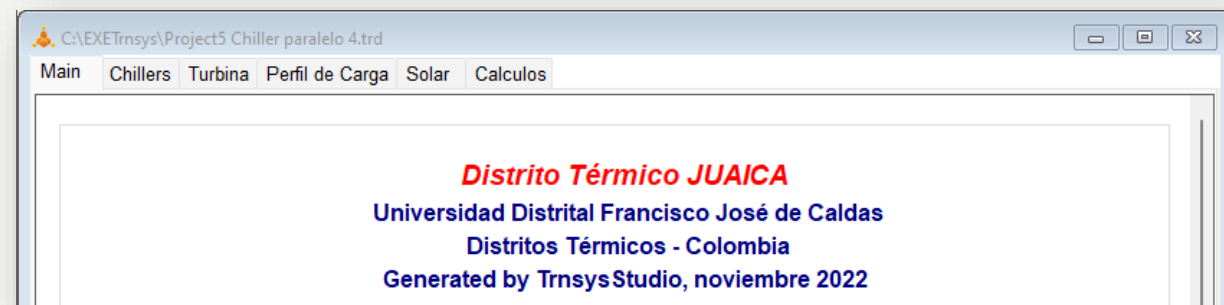 C:\EXETrnsys\Project5 Chiller paralelo 4.trd
Main Chillers Turbina Perfil de Carga Solar Calculos
Distrito Térmico JUAICA
Universidad Distrital Francisco José de Caldas
Distritos Térmicos - Colombia
Generated by TrnsysStudio, noviembre 2022